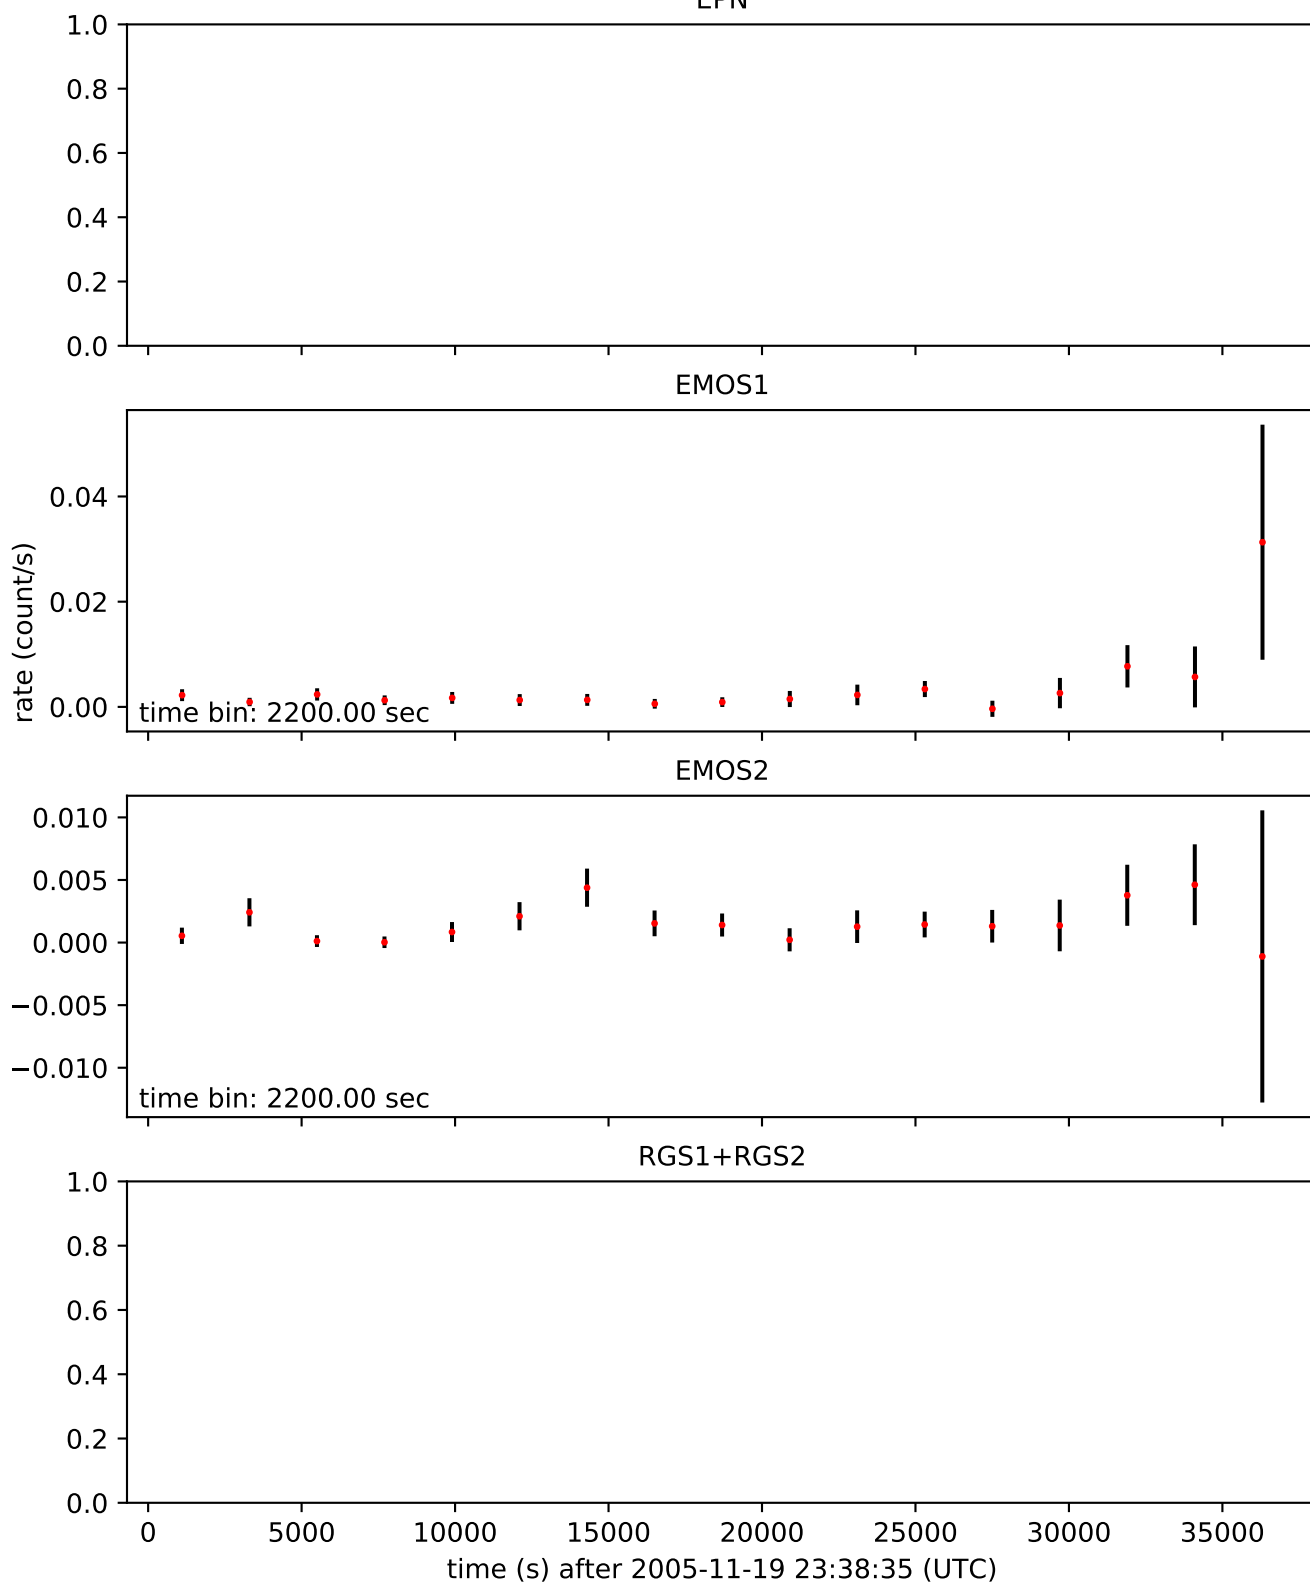 EPN
1.0
0.8
0.6
0.4
0.2
0.0
EMOS1
0.04
0.02
0.00
rate (count/s)
time bin: 2200.00 sec
EMOS2
0.010
0.005
0.000
−0.005
−0.010
time bin: 2200.00 sec
RGS1+RGS2
1.0
0.8
0.6
0.4
0.2
0.0
0 5000 10000 15000 20000 25000 30000 35000
time (s) after 2005-11-19 23:38:35 (UTC)